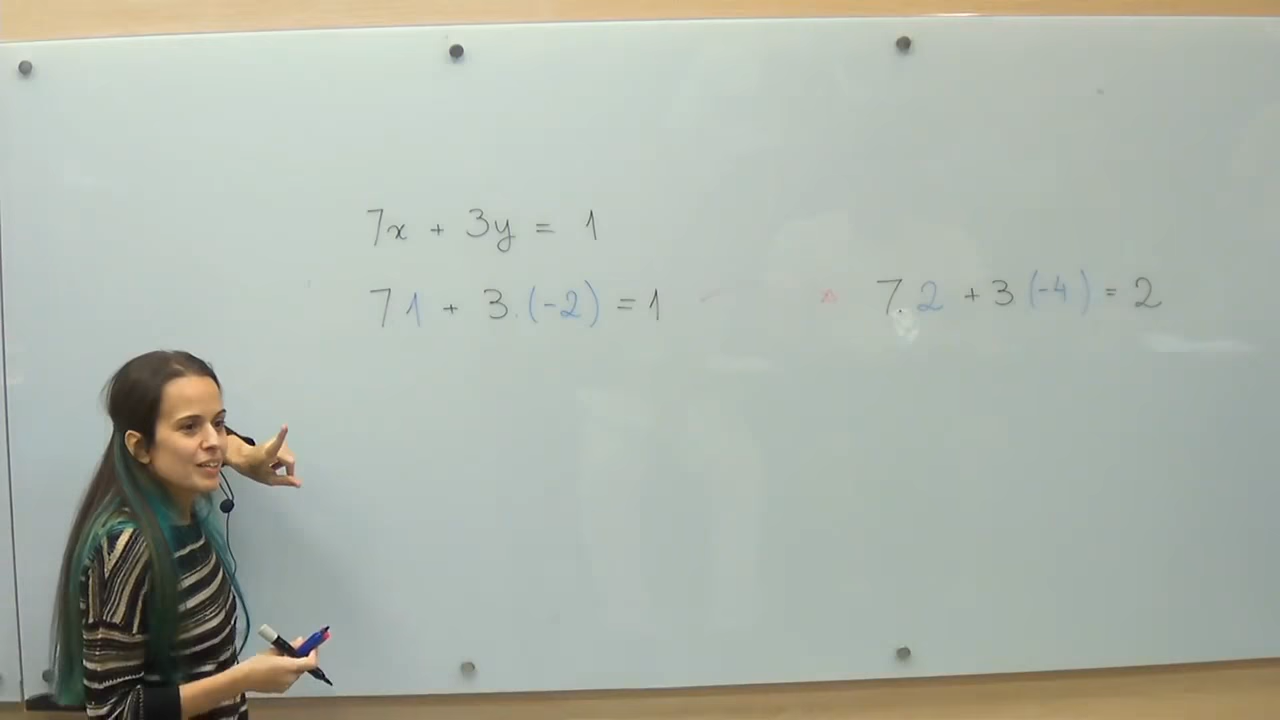 7x + 3y = 1
7 1 + 3.(-2) = 1
7.2 + 3(-4) = 2